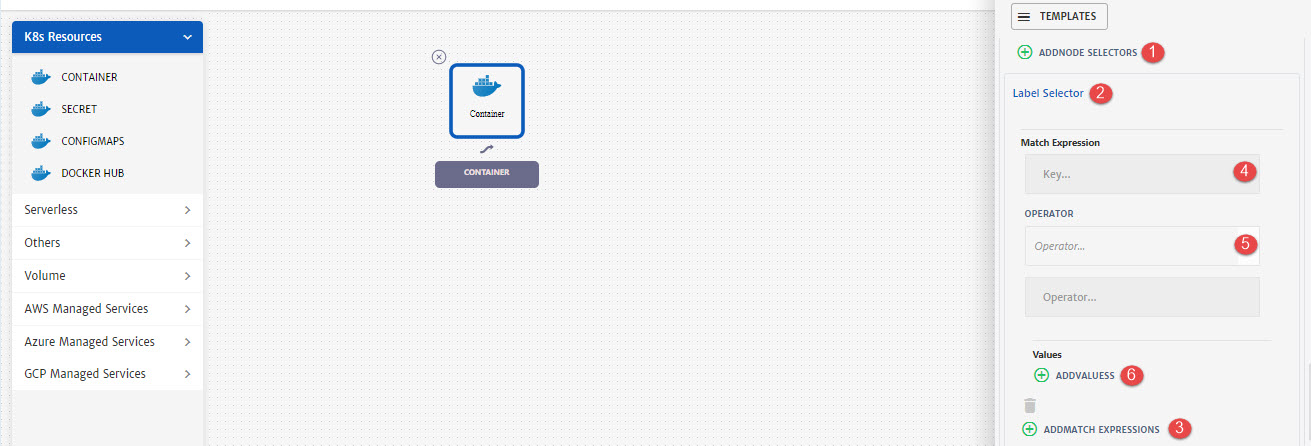 K8s Resources
CONTAINER
SECRET
CONFIGMAPS
DOCKER HUB
Serverless
Others
Volume
AWS Managed Services
Azure Managed Services
GCP Managed Services
Container
CONTAINER
TEMPLATES
ADDNODE SELECTORS 1
Label Selector 2
Match Expression
Key... 4
OPERATOR
Operator... 5
Operator...
Values
ADDVALUESS 6
ADDMATCH EXPRESSIONS 3